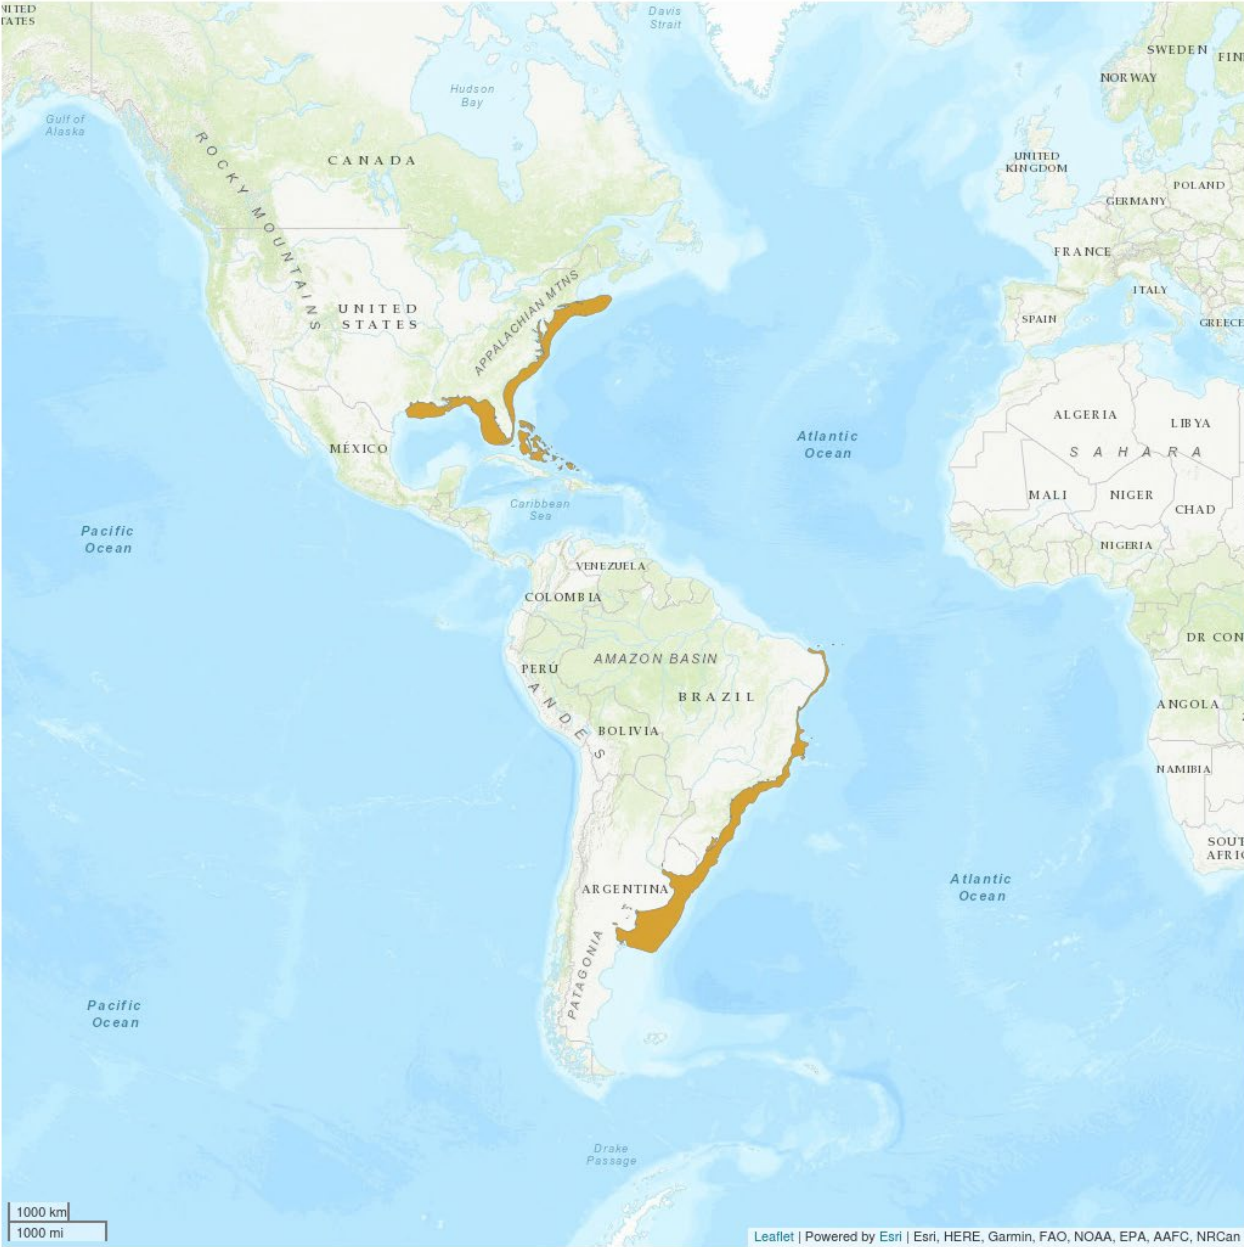 NITED
TATES
Davis
Strait
SWEDEN
FIN
NORWAY
Hudson
Bay
Gulf of
Alaska
CANADA
ROCKY MOUNTAINS
UNITED
KINGDOM
POLAND
GERMANY
FRANCE
ITALY
APPALACHIAN MTNS
UNITED
STATES
SPAIN
GREECE
ALGERIA
LIBYA
Atlantic
Ocean
MÉXICO
SAHARA
MALI
NIGER
CHAD
Caribbean
Sea
Pacific
Ocean
NIGERIA
VENEZUELA
COLOMBIA
DR CON
AMAZON BASIN
PERÚ
BRAZIL
ANDES
ANGOLA
BOLIVIA
NAMIBIA
SOUT
AFRIC
ARGENTINA
Atlantic
Ocean
PATAGONIA
Pacific
Ocean
Drake
Passage
1000 km
1000 mi
Leaflet | Powered by Esri | Esri, HERE, Garmin, FAO, NOAA, EPA, AAFC, NRCan